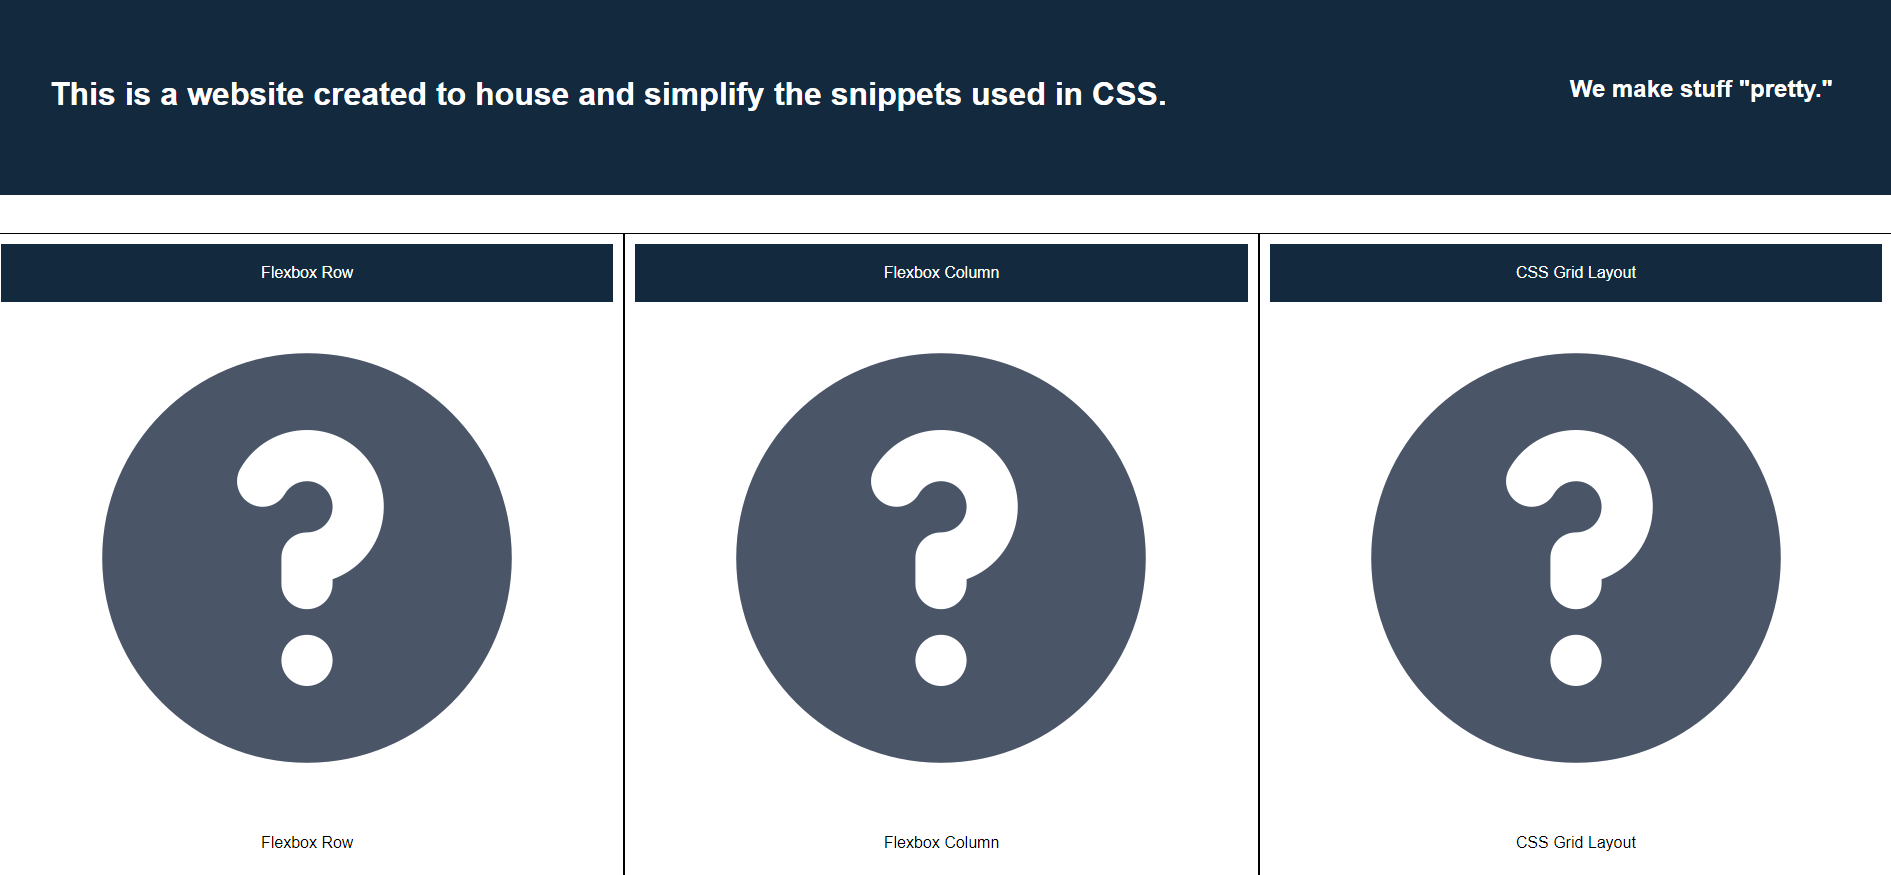 This is a website created to house and simplify the snippets used in CSS.
We make stuff "pretty."
Flexbox Row
Flexbox Column
CSS Grid Layout
?
?
?
Flexbox Row
Flexbox Column
CSS Grid Layout